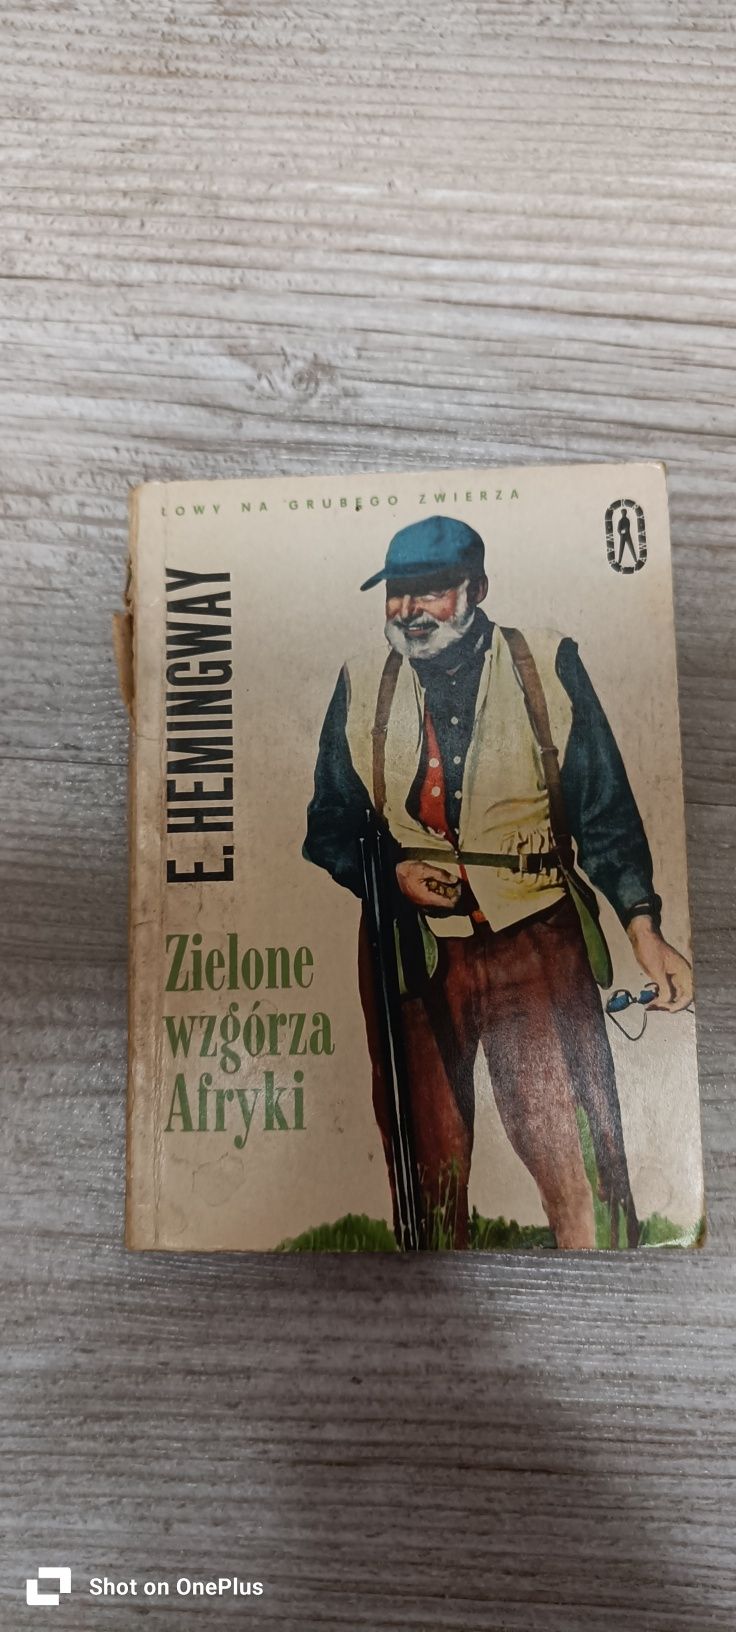 ŁOWY NA GRUBEGO ZWIERZA
E. HEMINGWAY
Zielone
wzgórza
Afryki
Shot on OnePlus